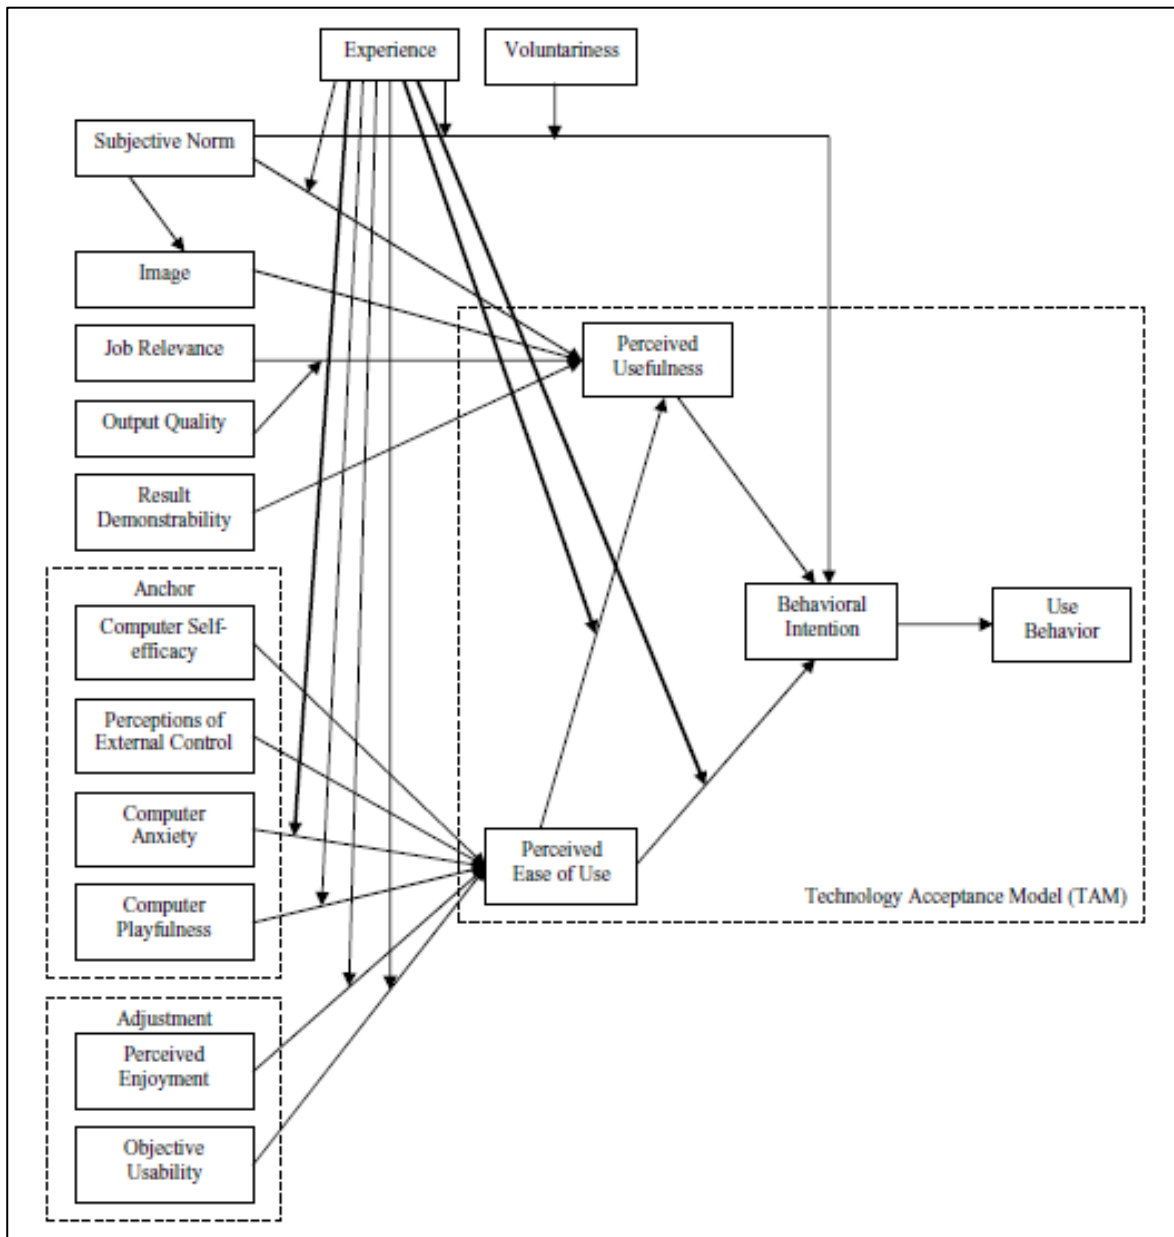 Experience
Voluntariness
Subjective Norm
Image
Job Relevance
Output Quality
Result
Demonstrability
Perceived
Usefulness
Behavioral
Intention
Use
Behavior
Anchor
Computer Self-
efficacy
Perceptions of
External Control
Computer
Anxiety
Computer
Playfulness
Perceived
Ease of Use
Technology Acceptance Model (TAM)
Adjustment
Perceived
Enjoyment
Objective
Usability